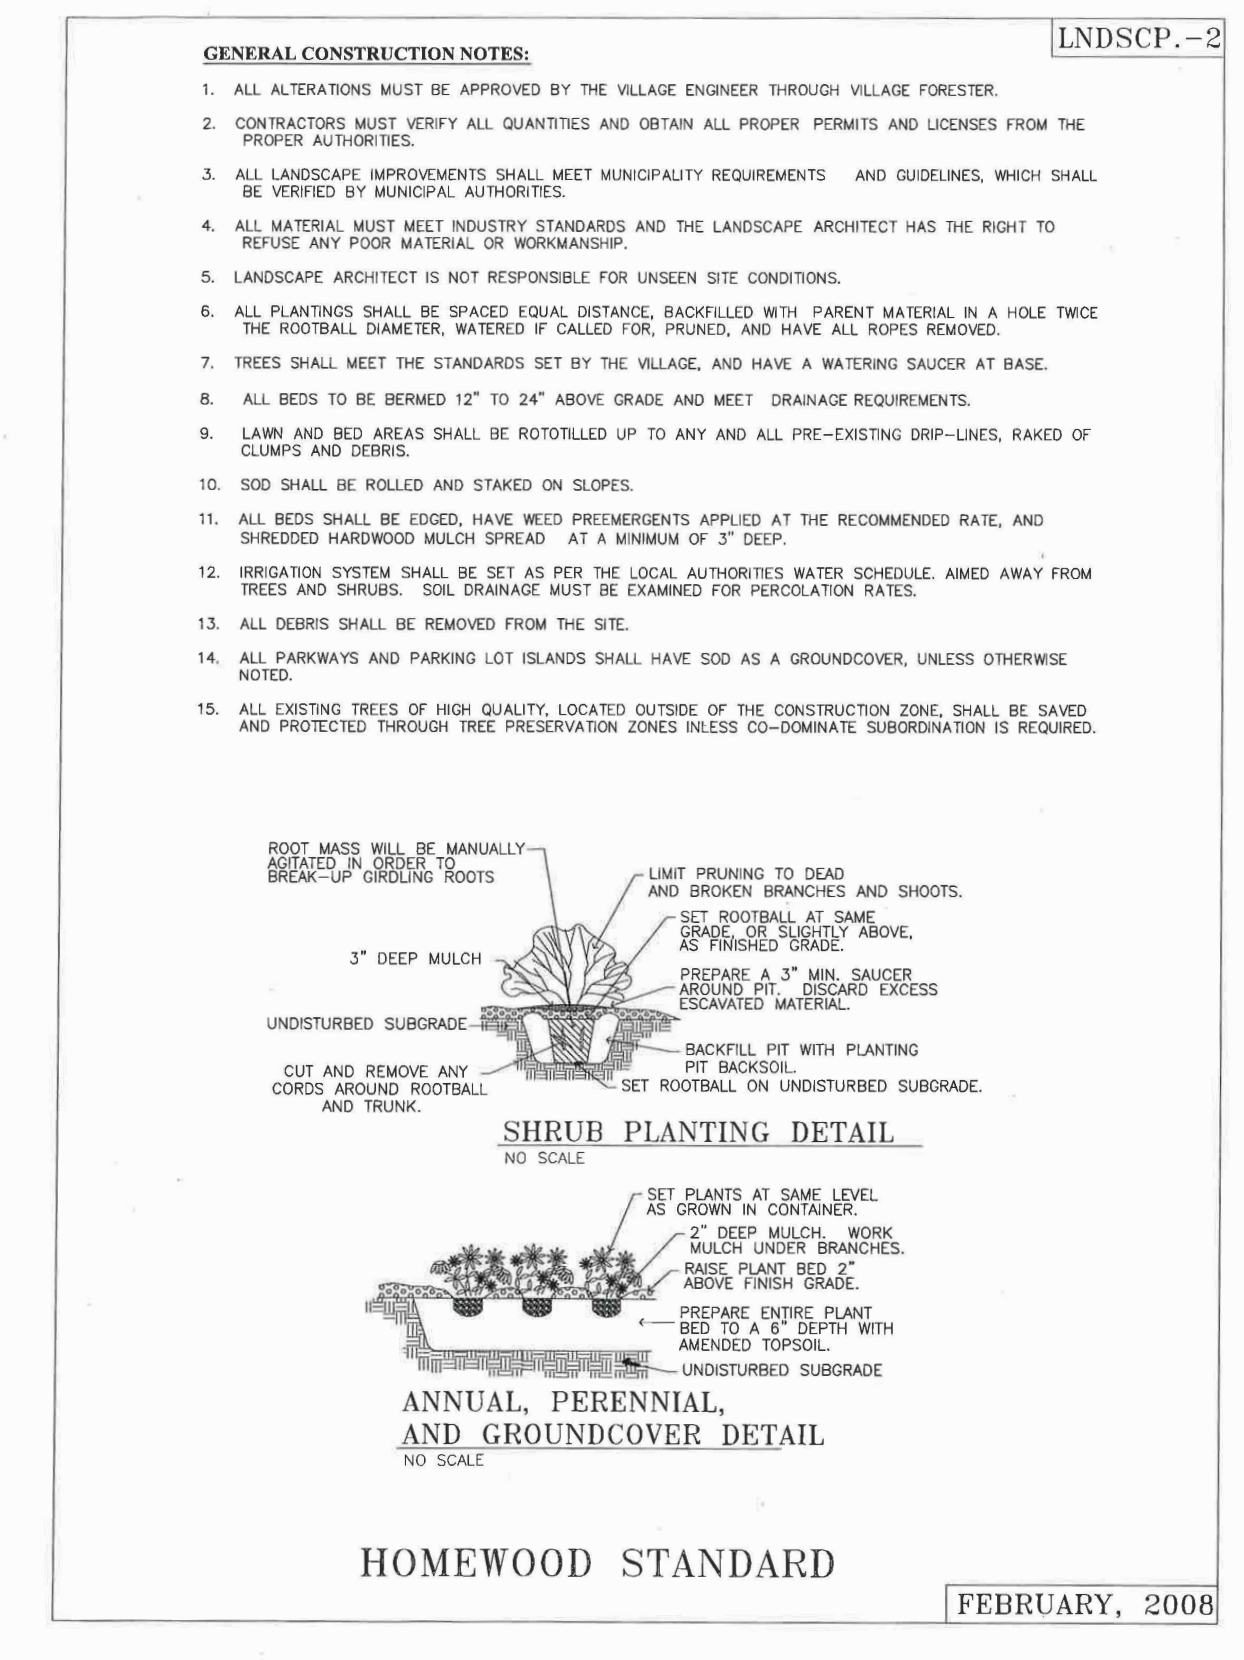 LNDSCP.-2
GENERAL CONSTRUCTION NOTES:
1. ALL ALTERATIONS MUST BE APPROVED BY THE VILLAGE ENGINEER THROUGH VILLAGE FORESTER.
2. CONTRACTORS MUST VERIFY ALL QUANTITIES AND OBTAIN ALL PROPER PERMITS AND LICENSES FROM THE
PROPER AUTHORITIES.
3. ALL LANDSCAPE IMPROVEMENTS SHALL MEET MUNICIPALITY REQUIREMENTS AND GUIDELINES, WHICH SHALL
BE VERIFIED BY MUNICIPAL AUTHORITIES.
4. ALL MATERIAL MUST MEET INDUSTRY STANDARDS AND THE LANDSCAPE ARCHITECT HAS THE RIGHT TO
REFUSE ANY POOR MATERIAL OR WORKMANSHIP.
5. LANDSCAPE ARCHITECT IS NOT RESPONSIBLE FOR UNSEEN SITE CONDITIONS.
6. ALL PLANTINGS SHALL BE SPACED EQUAL DISTANCE, BACKFILLED WITH PARENT MATERIAL IN A HOLE TWICE
THE ROOTBALL DIAMETER, WATERED IF CALLED FOR, PRUNED, AND HAVE ALL ROPES REMOVED.
7. TREES SHALL MEET THE STANDARDS SET BY THE VILLAGE, AND HAVE A WATERING SAUCER AT BASE.
8. ALL BEDS TO BE BERMED 12" TO 24" ABOVE GRADE AND MEET DRAINAGE REQUIREMENTS.
9. LAWN AND BED AREAS SHALL BE ROTOTILLED UP TO ANY AND ALL PRE-EXISTING DRIP-LINES, RAKED OF
CLUMPS AND DEBRIS.
10. SOD SHALL BE ROLLED AND STAKED ON SLOPES.
11. ALL BEDS SHALL BE EDGED, HAVE WEED PREEMERGENTS APPLIED AT THE RECOMMENDED RATE, AND
SHREDDED HARDWOOD MULCH SPREAD AT A MINIMUM OF 3" DEEP.
12. IRRIGATION SYSTEM SHALL BE SET AS PER THE LOCAL AUTHORITIES WATER SCHEDULE. AIMED AWAY FROM
TREES AND SHRUBS. SOIL DRAINAGE MUST BE EXAMINED FOR PERCOLATION RATES.
13. ALL DEBRIS SHALL BE REMOVED FROM THE SITE.
14. ALL PARKWAYS AND PARKING LOT ISLANDS SHALL HAVE SOD AS A GROUNDCOVER, UNLESS OTHERWISE
NOTED.
15. ALL EXISTING TREES OF HIGH QUALITY, LOCATED OUTSIDE OF THE CONSTRUCTION ZONE, SHALL BE SAVED
AND PROTECTED THROUGH TREE PRESERVATION ZONES INLESS CO-DOMINATE SUBORDINATION IS REQUIRED.
ROOT MASS WILL BE MANUALLY
AGITATED IN ORDER TO
BREAK-UP GIRDLING ROOTS
LIMIT PRUNING TO DEAD
AND BROKEN BRANCHES AND SHOOTS.
SET ROOTBALL AT SAME
GRADE, OR SLIGHTLY ABOVE,
AS FINISHED GRADE.
3" DEEP MULCH
PREPARE A 3" MIN. SAUCER
AROUND PIT. DISCARD EXCESS
ESCAVATED MATERIAL.
UNDISTURBED SUBGRADE
BACKFILL PIT WITH PLANTING
PIT BACKSOIL.
CUT AND REMOVE ANY
CORDS AROUND ROOTBALL
AND TRUNK.
SET ROOTBALL ON UNDISTURBED SUBGRADE.
SHRUB PLANTING DETAIL
NO SCALE
SET PLANTS AT SAME LEVEL
AS GROWN IN CONTAINER.
2" DEEP MULCH. WORK
MULCH UNDER BRANCHES.
RAISE PLANT BED 2"
ABOVE FINISH GRADE.
PREPARE ENTIRE PLANT
BED TO A 6" DEPTH WITH
AMENDED TOPSOIL.
UNDISTURBED SUBGRADE
ANNUAL, PERENNIAL,
AND GROUNDCOVER DETAIL
NO SCALE
HOMEWOOD STANDARD
FEBRUARY, 2008